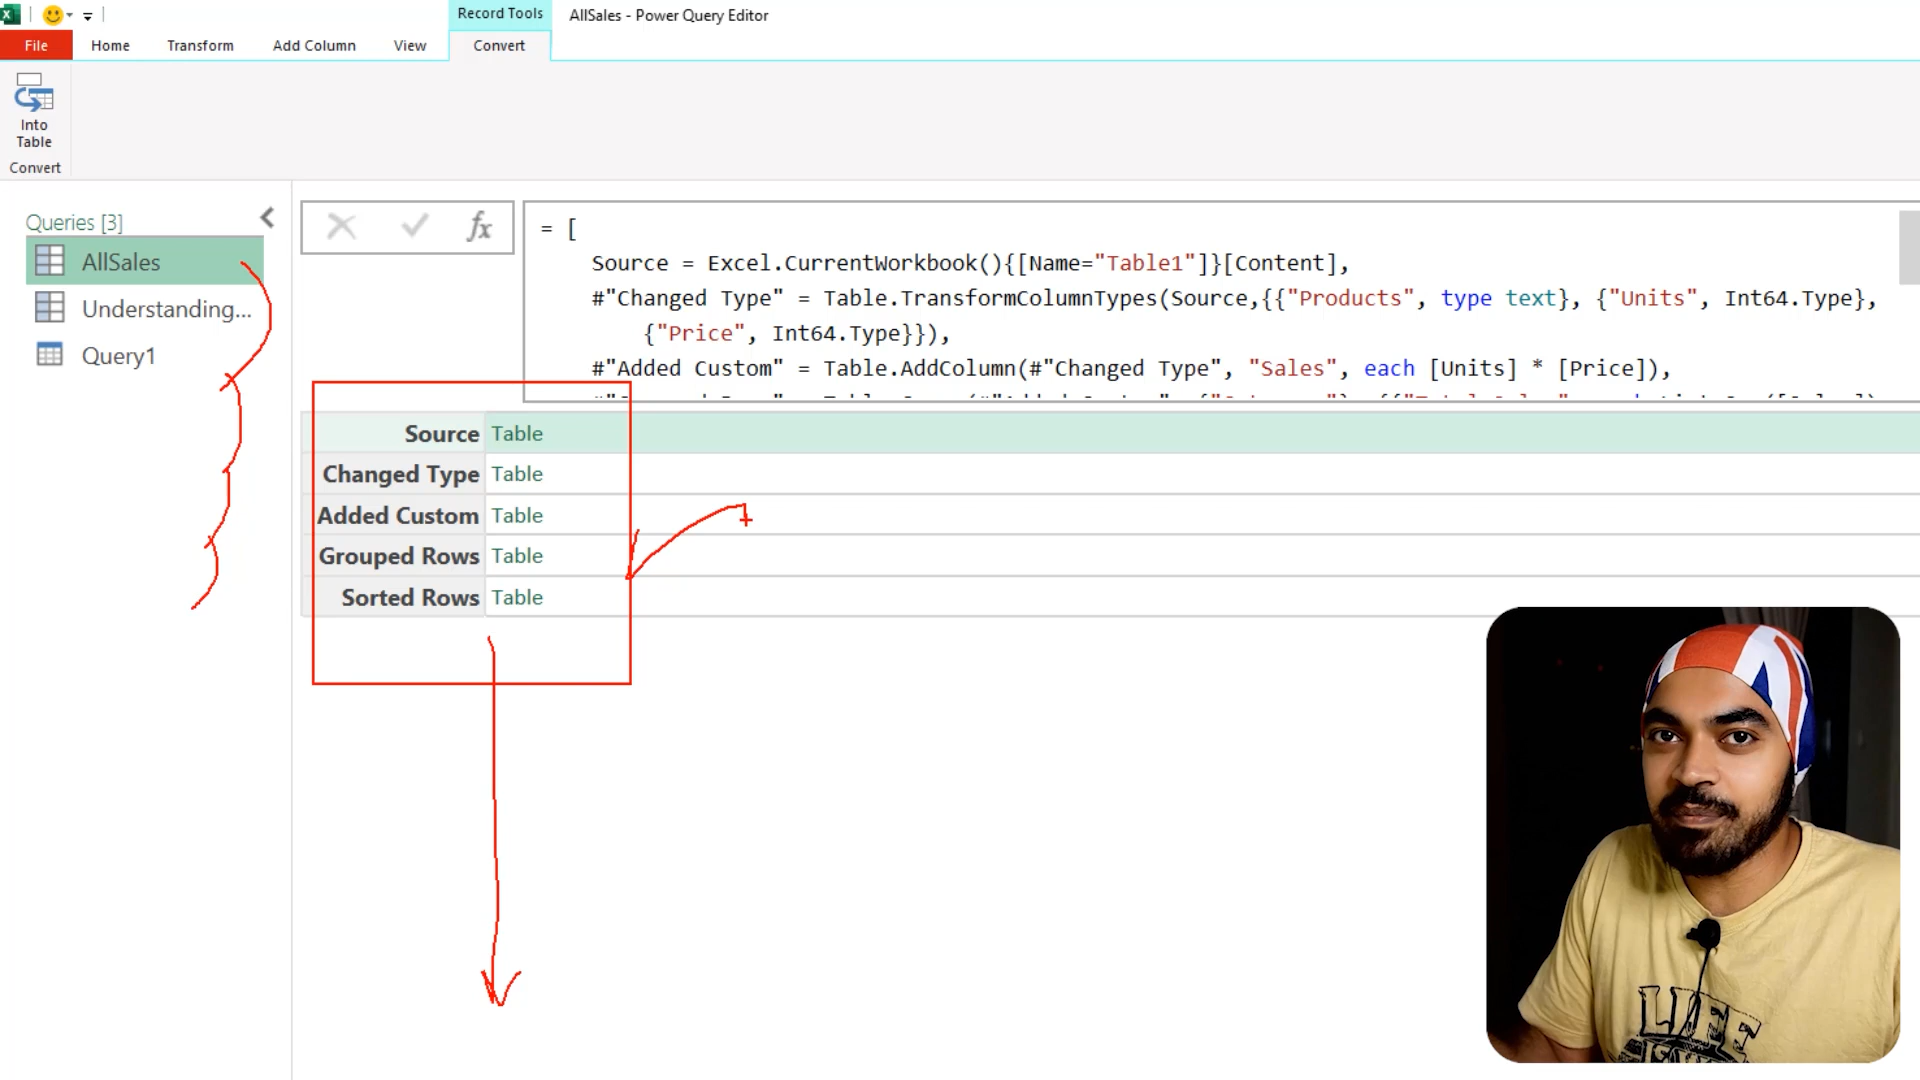 Record Tools
AllSales - Power Query Editor
File
Home
Transform
Add Column
View
Convert
Into
Table
Convert
Queries [3]
AllSales
Understanding...
Query1
fx
= [
Source = Excel.CurrentWorkbook(){[Name="Table1"]}[Content],
#"Changed Type" = Table.TransformColumnTypes(Source,{{"Products", type text}, {"Units", Int64.Type},
{"Price", Int64.Type}}),
#"Added Custom" = Table.AddColumn(#"Changed Type", "Sales", each [Units] * [Price]),
Source Table
Changed Type Table
Added Custom Table
Grouped Rows Table
Sorted Rows Table
LIFE